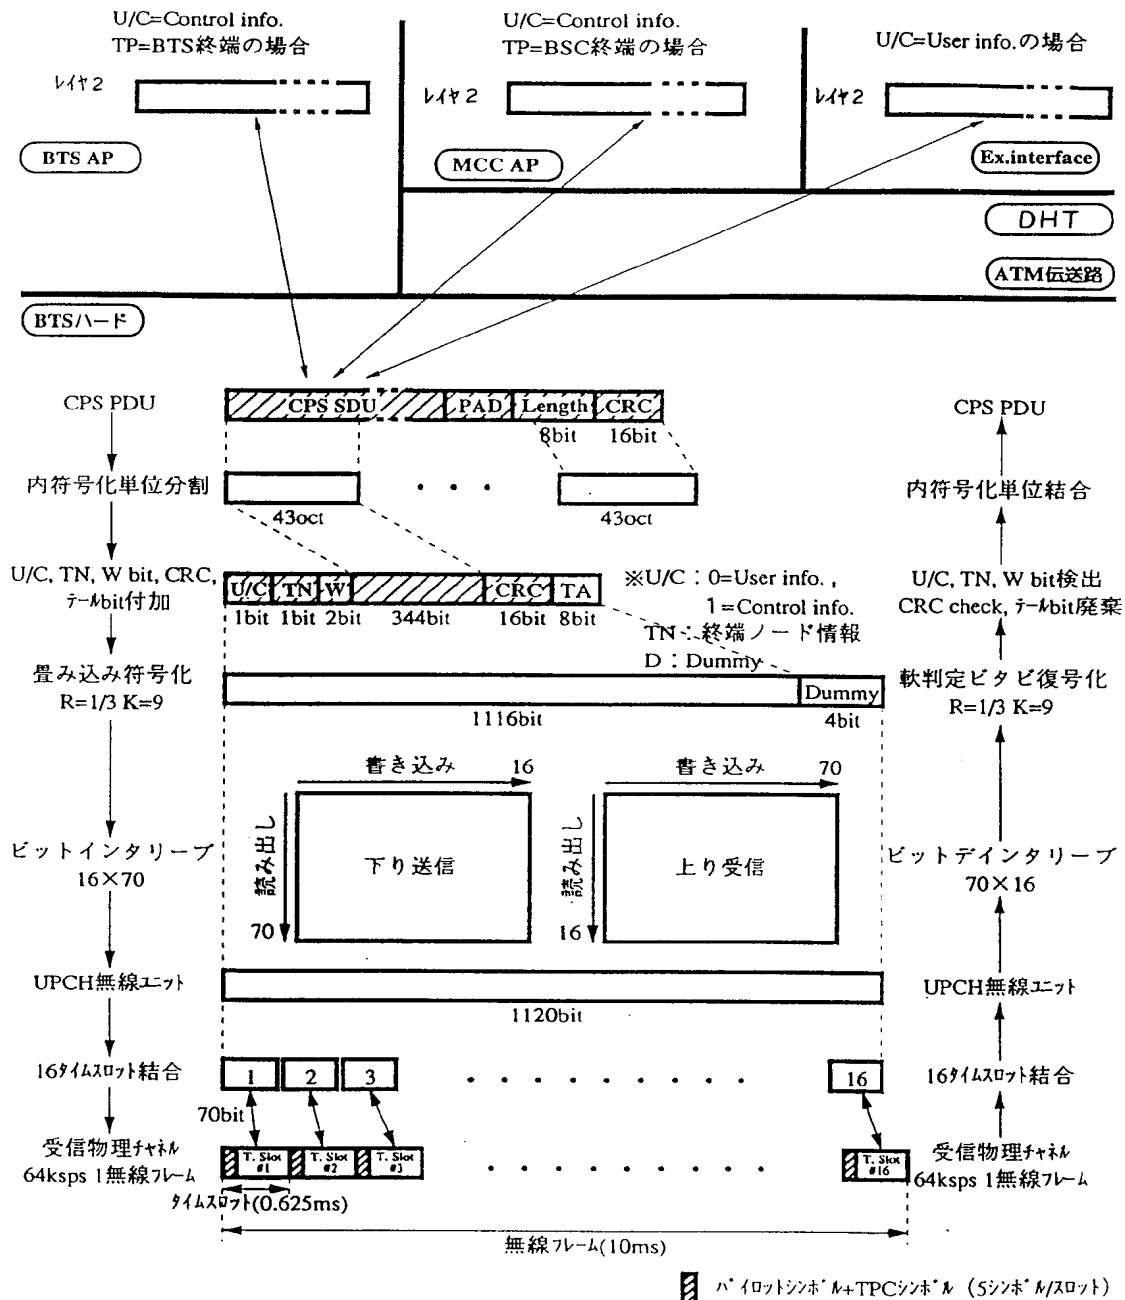 U/C=Control info.
TP=BTS終端の場合
レイヤ2
BTS AP
U/C=Control info.
TP=BSC終端の場合
レイヤ2
MCC AP
U/C=User info.の場合
レイヤ2
Ex.interface
DHT
ATM伝送路
BTSハード
CPS PDU
CPS SDU PAD Length CRC
8bit 16bit
CPS PDU
内符号化単位分割
43oct . . . 43oct
内符号化単位結合
U/C, TN, W bit, CRC,
テールbit付加
U/C TN W CRC TA
1bit 1bit 2bit 344bit 16bit 8bit
※U/C：0=User info. ,
1=Control info.
TN：終端ノード情報
D：Dummy
U/C, TN, W bit検出
CRC check, テールbit廃棄
畳み込み符号化
R=1/3 K=9
Dummy
1116bit 4bit
軟判定ビタビ復号化
R=1/3 K=9
書き込み 16
読み出し
70
下り送信
書き込み 70
読み出し
16
上り受信
ビットインタリーブ
16×70
ビットデインタリーブ
70×16
UPCH無線ユニット
1120bit
UPCH無線ユニット
16タイムスロット結合
1 2 3 . . . . . . . . . . 16
16タイムスロット結合
70bit
受信物理チャネル
64ksps 1無線フレーム
T. Slot
#1
T. Slot
#2
T. Slot
#3
. . . . . . . . . .
T. Slot
#16
受信物理チャネル
64ksps 1無線フレーム
タイムスロット(0.625ms)
無線フレーム(10ms)
パイロットシンボル+TPCシンボル（5シンボル/スロット）